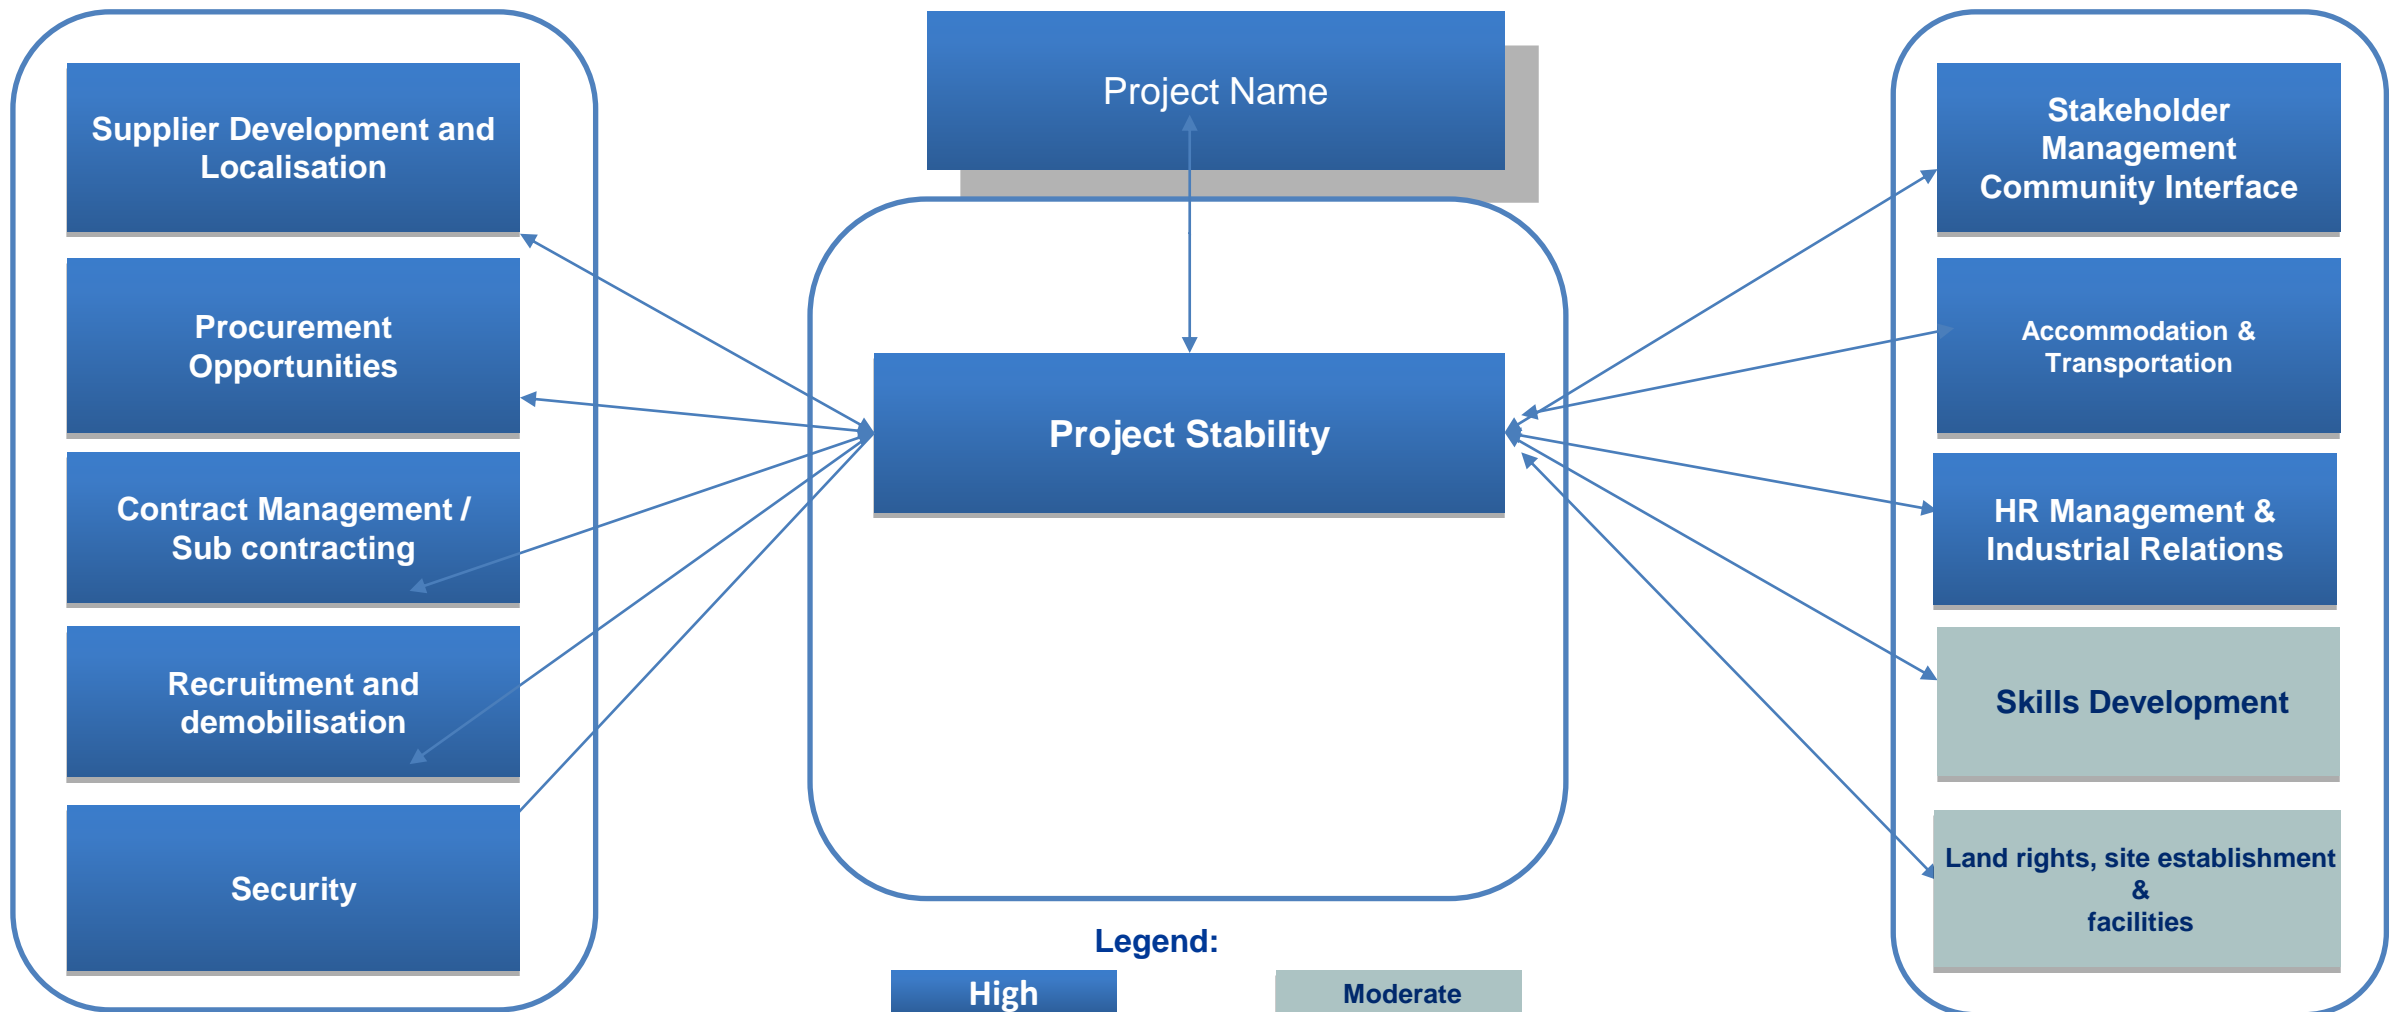 Supplier Development and
Localisation
Procurement
Opportunities
Contract Management /
Sub contracting
Recruitment and
demobilisation
Security
Project Name
Project Stability
Legend:
High
Moderate
Stakeholder
Management
Community Interface
Accommodation &
Transportation
HR Management &
Industrial Relations
Skills Development
Land rights, site establishment
&
facilities